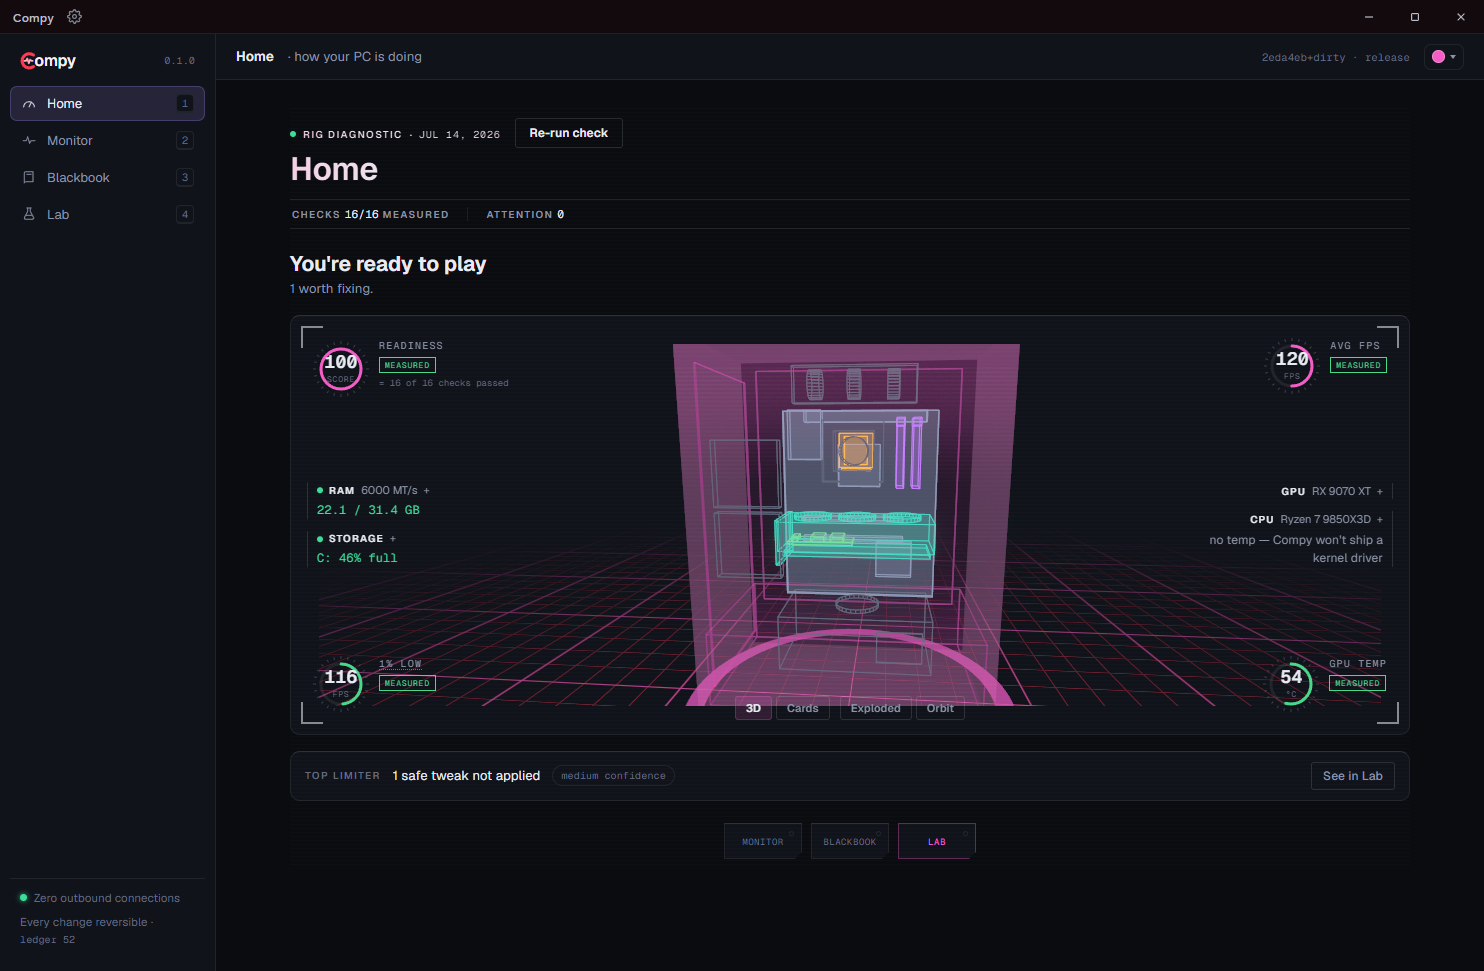 Compy
Compy 0.1.0
Home · how your PC is doing
2eda4eb+dirty · release
Home 1
Monitor 2
Blackbook 3
Lab 4
RIG DIAGNOSTIC · JUL 14, 2026 Re-run check
Home
CHECKS 16/16 MEASURED ATTENTION 0
You're ready to play
1 worth fixing.
100 SCORE
READINESS
MEASURED
= 16 of 16 checks passed
120 FPS
AVG FPS
MEASURED
RAM 6000 MT/s +
22.1 / 31.4 GB
STORAGE +
C: 46% full
GPU RX 9070 XT +
CPU Ryzen 7 9850X3D +
no temp — Compy won't ship a
kernel driver
116 FPS
1% LOW
MEASURED
54 °C
GPU TEMP
MEASURED
3D Cards Exploded Orbit
TOP LIMITER 1 safe tweak not applied medium confidence See in Lab
MONITOR BLACKBOOK LAB
Zero outbound connections
Every change reversible ·
ledger 52